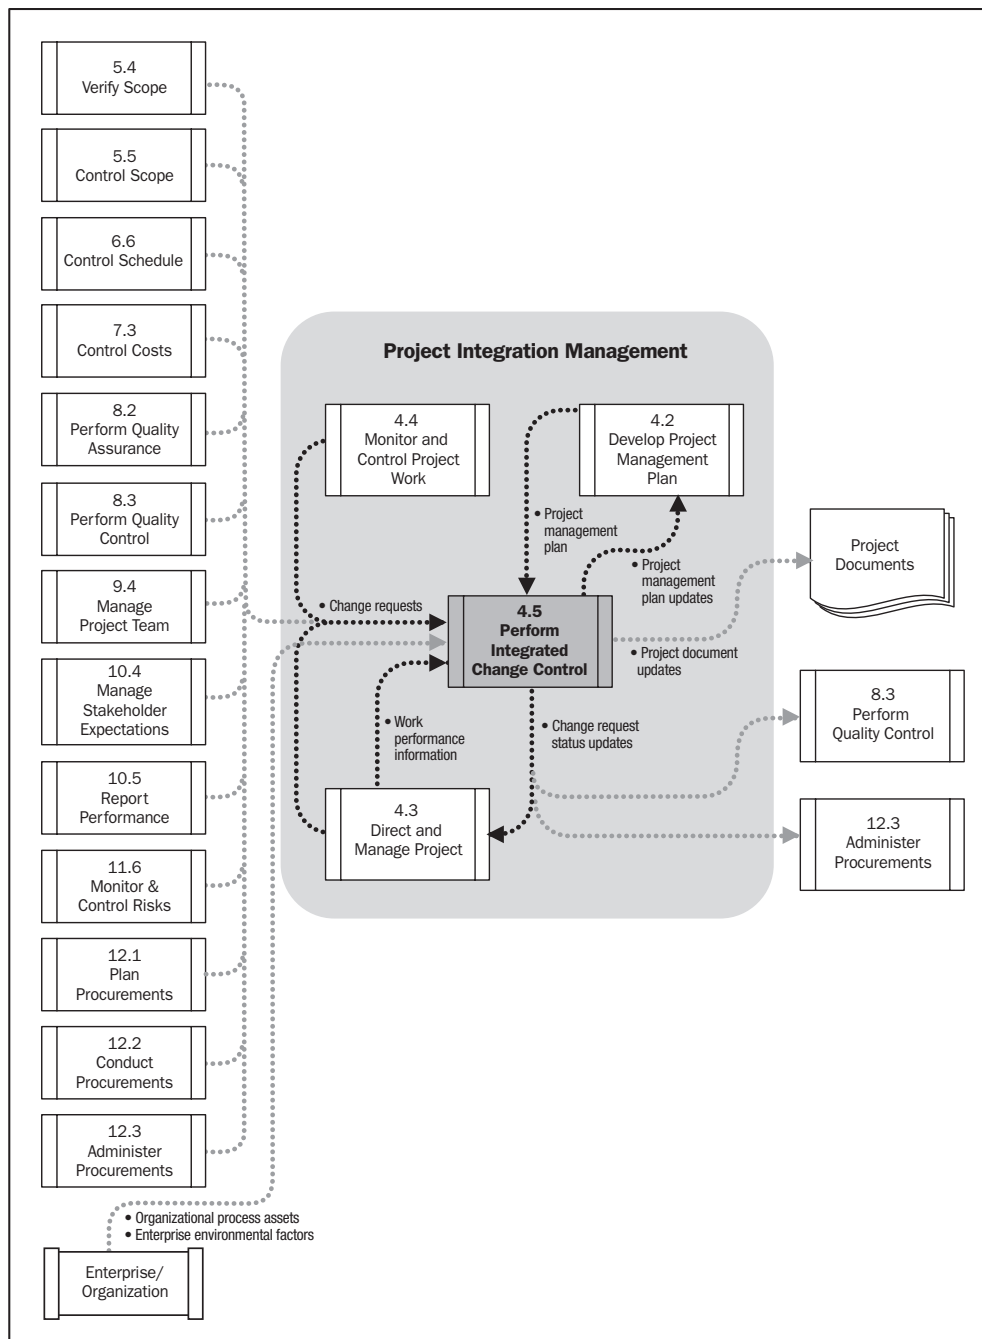 5.4
Verify Scope
5.5
Control Scope
6.6
Control Schedule
7.3
Control Costs
8.2
Perform Quality
Assurance
8.3
Perform Quality
Control
9.4
Manage
Project Team
10.4
Manage
Stakeholder
Expectations
10.5
Report
Performance
11.6
Monitor &
Control Risks
12.1
Plan
Procurements
12.2
Conduct
Procurements
12.3
Administer
Procurements
• Organizational process assets
• Enterprise environmental factors
Enterprise/
Organization
Project Integration Management
4.4
Monitor and
Control Project
Work
4.2
Develop Project
Management
Plan
• Project
management
plan
• Project
management
plan updates
• Change requests
4.5
Perform
Integrated
Change Control
• Project document
updates
• Work
performance
information
• Change request
status updates
4.3
Direct and
Manage Project
Project
Documents
8.3
Perform
Quality Control
12.3
Administer
Procurements